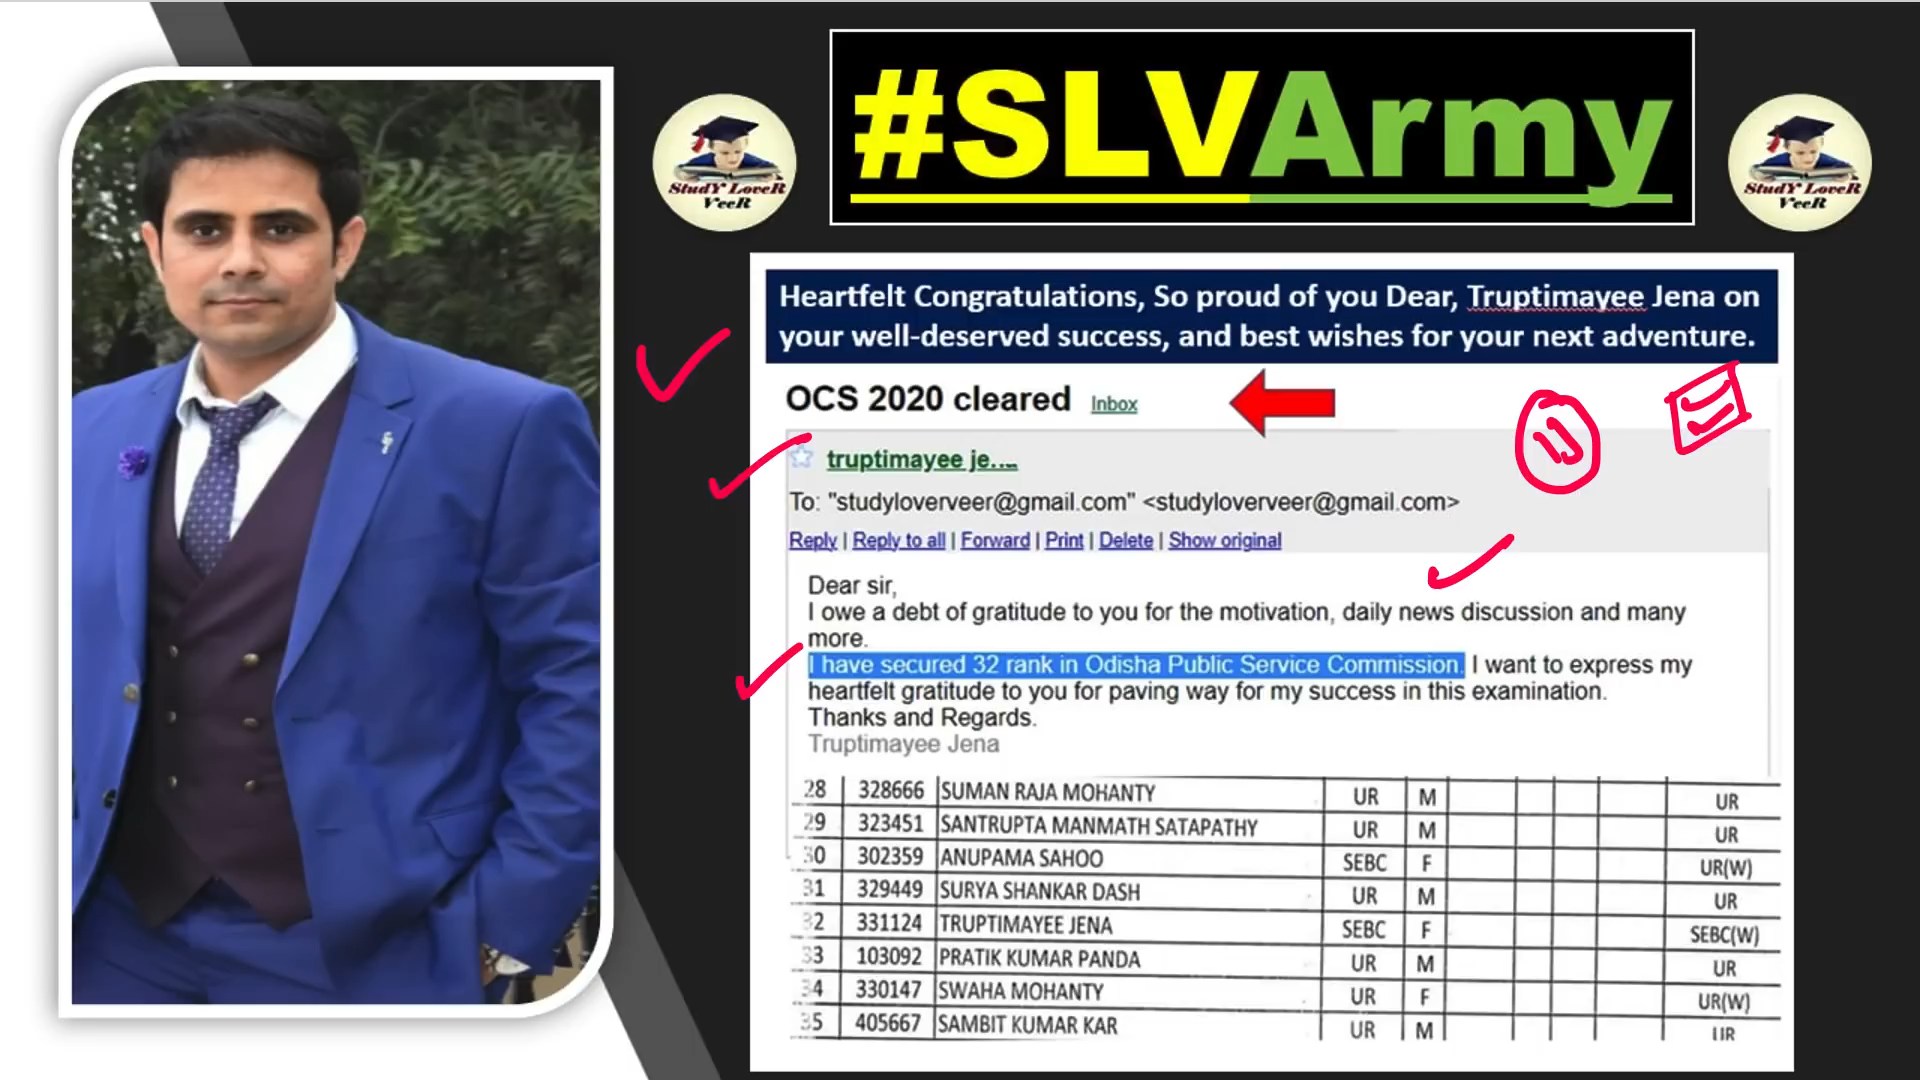 #SLVArmy
StudY LoveR
VeeR
StudY LoveR
VeeR
Heartfelt Congratulations, So proud of you Dear, Truptimayee Jena on
your well-deserved success, and best wishes for your next adventure.
OCS 2020 cleared Inbox
truptimayee je....
To: "studyloverveer@gmail.com" <studyloverveer@gmail.com>
Reply | Reply to all | Forward | Print | Delete | Show original
Dear sir,
I owe a debt of gratitude to you for the motivation, daily news discussion and many
more.
I have secured 32 rank in Odisha Public Service Commission. I want to express my
heartfelt gratitude to you for paving way for my success in this examination.
Thanks and Regards.
Truptimayee Jena
28 328666 SUMAN RAJA MOHANTY UR M UR
29 323451 SANTRUPTA MANMATH SATAPATHY UR M UR
30 302359 ANUPAMA SAHOO SEBC F UR(W)
31 329449 SURYA SHANKAR DASH UR M UR
32 331124 TRUPTIMAYEE JENA SEBC F SEBC(W)
33 103092 PRATIK KUMAR PANDA UR M UR
34 330147 SWAHA MOHANTY UR F UR(W)
35 405667 SAMBIT KUMAR KAR UR M UR